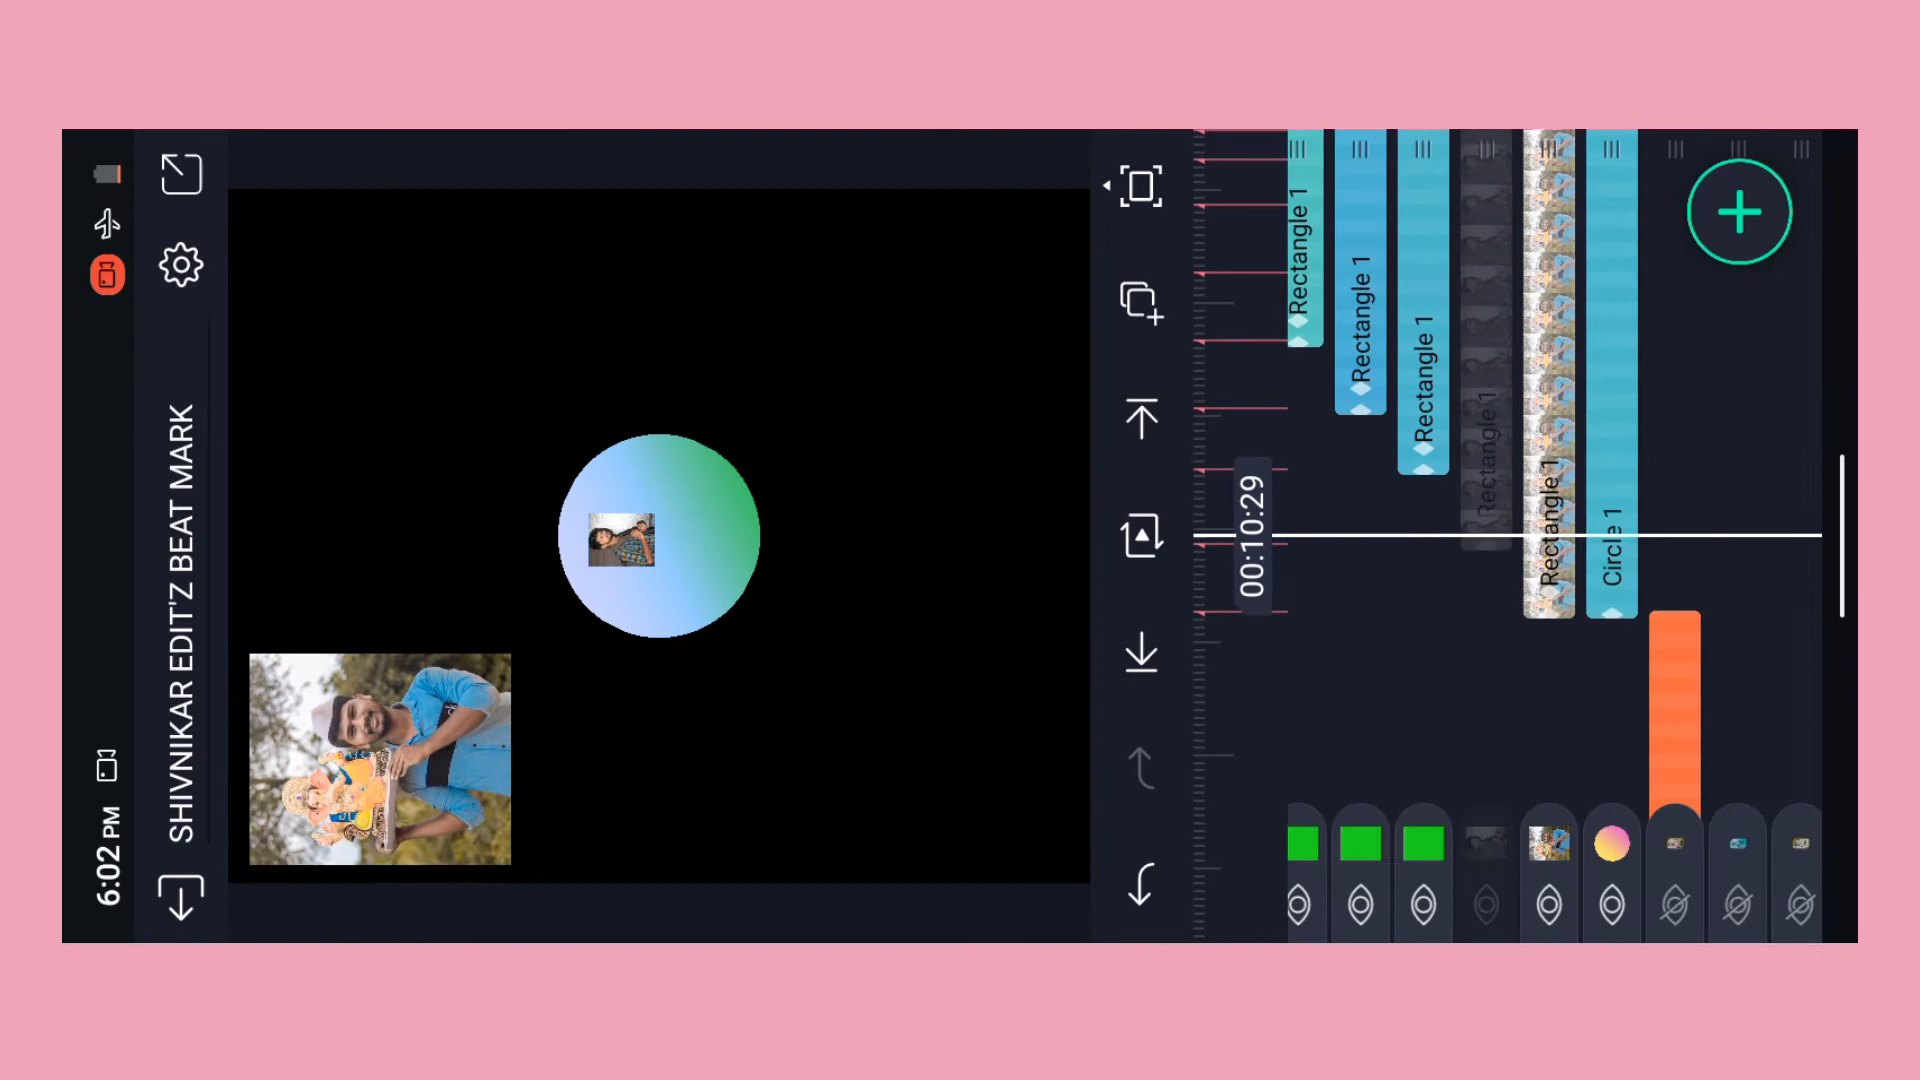 6:02 PM
SHIVNIKAR EDIT'Z BEAT MARK
00:10:29
Rectangle 1
Rectangle 1
Rectangle 1
Rectangle 1
Rectangle 1
Circle 1